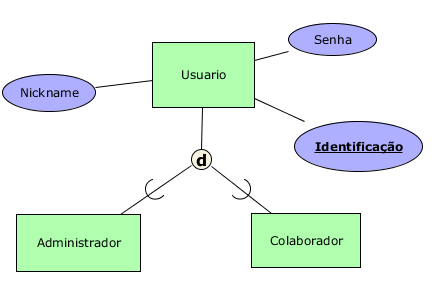 Senha
Usuario
Nickname
Identificação
d
Administrador
Colaborador